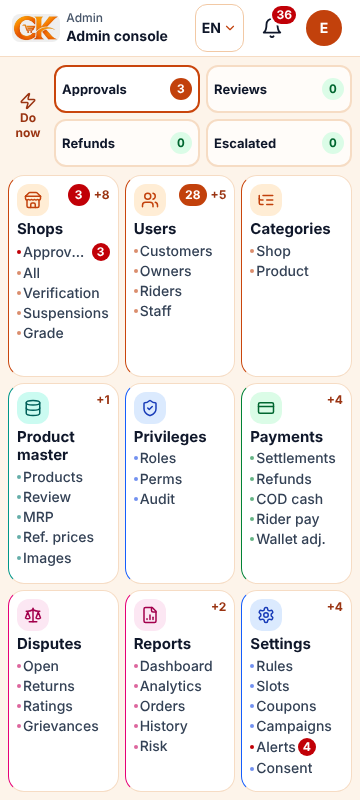 GK
Admin
Admin console
EN
36
E
Do now
Approvals 3
Reviews 0
Refunds 0
Escalated 0
3 +8
Shops
Approv... 3
All
Verification
Suspensions
Grade
28 +5
Users
Customers
Owners
Riders
Staff
Categories
Shop
Product
+1
Product
master
Products
Review
MRP
Ref. prices
Images
Privileges
Roles
Perms
Audit
+4
Payments
Settlements
Refunds
COD cash
Rider pay
Wallet adj.
Disputes
Open
Returns
Ratings
Grievances
+2
Reports
Dashboard
Analytics
Orders
History
Risk
+4
Settings
Rules
Slots
Coupons
Campaigns
Alerts 4
Consent